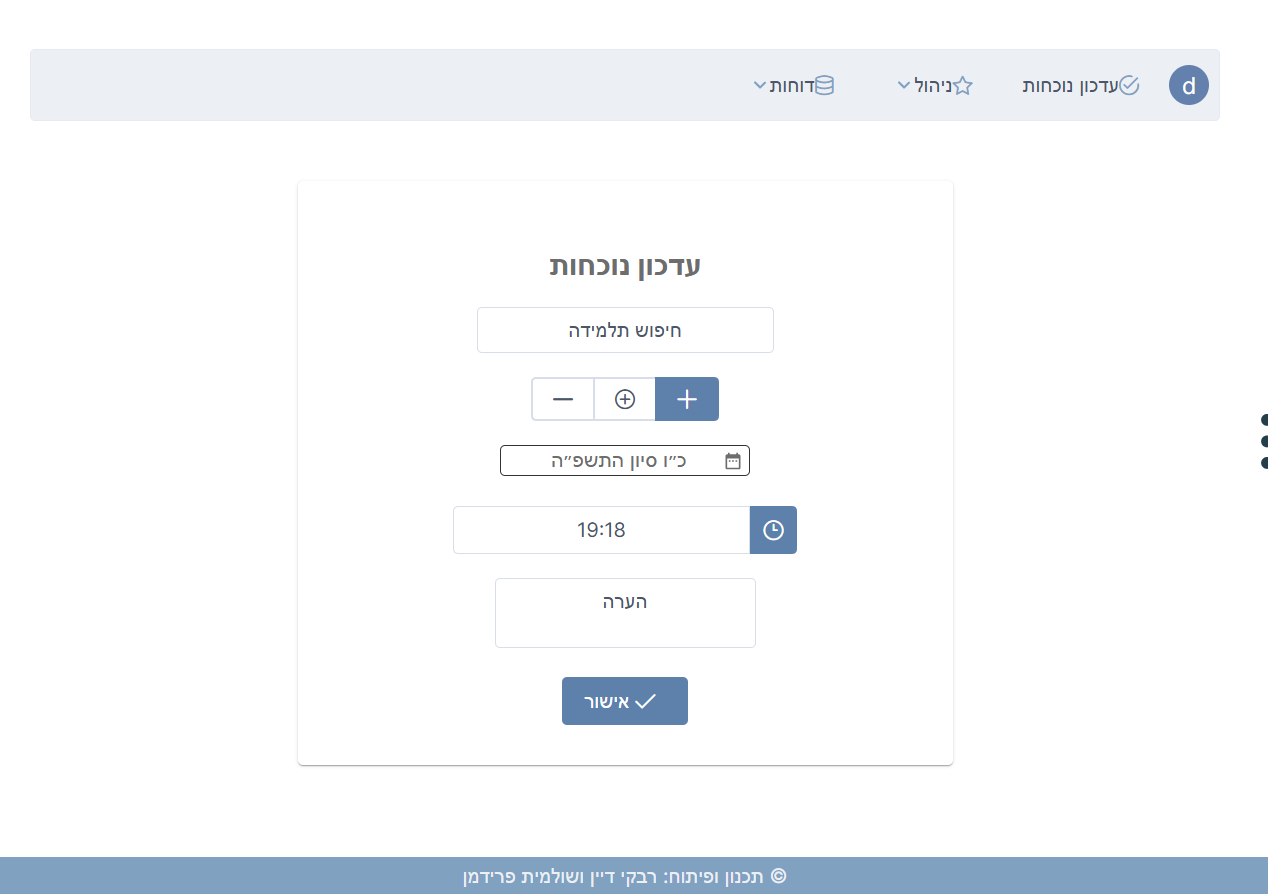 d
עדכון נוכחות
ניהול
דוחות
עדכון נוכחות
חיפוש תלמידה
כ״ו סיון התשפ״ה
19:18
הערה
אישור
© תכנון ופיתוח: רבקי דיין ושולמית פרידמן